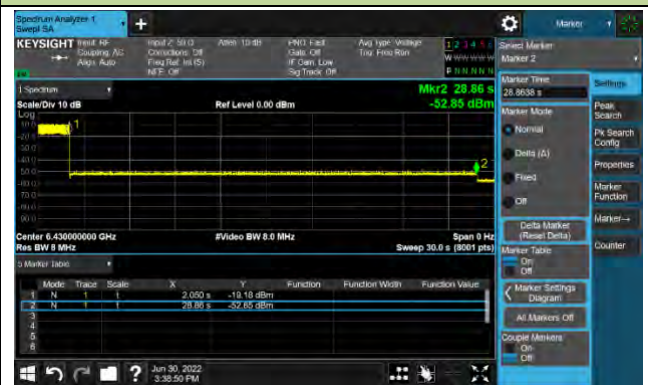 Spectrum Analyzer 1
Swept SA
+
Marker
KEYSIGHT
Input: RF
Coupling: AC
Align: Auto
Input Z: 50 Ω
Corrections: Off
Freq Ref: Int (S)
NFE: Off
Atten: 10 dB
PNO: Fast
Gate: Off
IF Gain: Low
Sig Track: Off
Avg Type: Voltage
Trig: Free Run
1 2 3 4 5 6
W W W W W W
P N N N N N
Select Marker
Marker 2
1 Spectrum
Mkr2 28.86 s
-52.85 dBm
Scale/Div 10 dB
Ref Level 0.00 dBm
Log
1
2
Center 6.430000000 GHz
Res BW 8 MHz
#Video BW 8.0 MHz
Span 0 Hz
Sweep 30.0 s (8001 pts)
5 Marker Table
Mode Trace Scale X Y Function Function Width Function Value
1 N 1 t 2.050 s -19.18 dBm
2 N 1 t 28.86 s -52.85 dBm
3
4
5
6
Marker Time
28.8638 s
Marker Mode
Normal
Delta (Δ)
Fixed
Off
Delta Marker
(Reset Delta)
Marker Table
On
Off
Marker Settings
Diagram
All Markers Off
Couple Markers
On
Off
Settings
Peak
Search
Pk Search
Config
Properties
Marker
Function
Marker→
Counter
?
Jun 30, 2022
3:38:50 PM